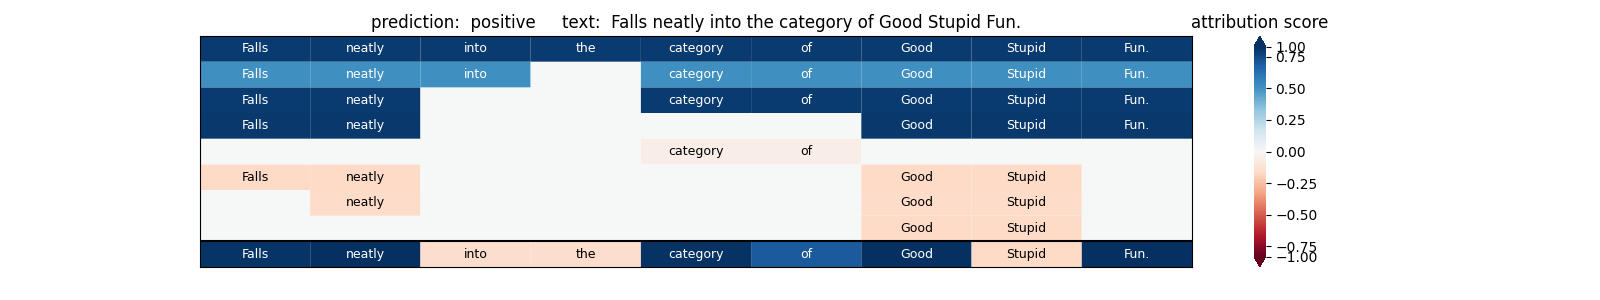 prediction:  positive     text:  Falls neatly into the category of Good Stupid Fun.
attribution score
Falls neatly into the category of Good Stupid Fun.
Falls neatly into category of Good Stupid Fun.
Falls neatly category of Good Stupid Fun.
Falls neatly Good Stupid Fun.
category of
Falls neatly Good Stupid
neatly Good Stupid
Good Stupid
Falls neatly into the category of Good Stupid Fun.
1.00
0.75
0.50
0.25
0.00
−0.25
−0.50
−0.75
−1.00